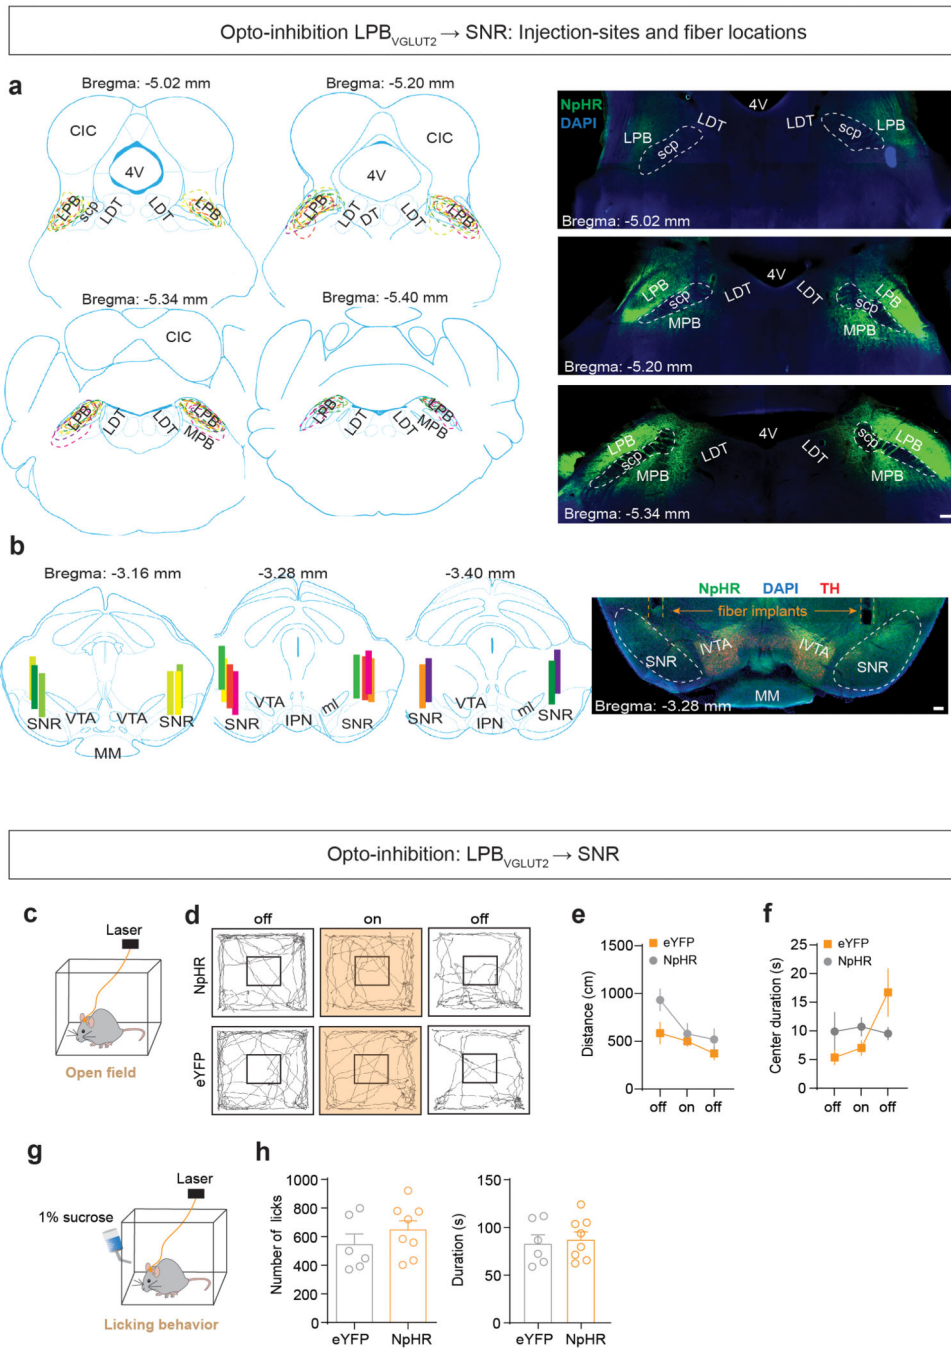 Opto-inhibition LPBVGLUT2 → SNR: Injection-sites and fiber locations
a
Bregma: -5.02 mm
CIC
4V
LPB
scp
LDT
LDT
LPB
Bregma: -5.20 mm
CIC
4V
LPB
LDT
DT
LDT
LPB
Bregma: -5.34 mm
CIC
LPB
LDT
LDT
LPB
MPB
Bregma: -5.40 mm
LPB
LDT
LDT
LPB
MPB
NpHR
DAPI
4V
LDT
LDT
LPB
scp
scp
LPB
Bregma: -5.02 mm
4V
LPB
scp
LDT
LDT
LPB
scp
MPB
MPB
Bregma: -5.20 mm
4V
LPB
scp
LDT
LDT
scp
LPB
MPB
MPB
Bregma: -5.34 mm
b
Bregma: -3.16 mm
SNR
VTA
VTA
SNR
MM
-3.28 mm
VTA
ml
SNR
IPN
SNR
-3.40 mm
VTA
ml
SNR
IPN
SNR
NpHR DAPI TH
fiber implants
SNR
lVTA
lVTA
SNR
MM
Bregma: -3.28 mm
Opto-inhibition: LPBVGLUT2 → SNR
c
Laser
Open field
d
off on off
NpHR
eYFP
e
eYFP
NpHR
Distance (cm)
1500
1000
500
0
off on off
f
eYFP
NpHR
Center duration (s)
25
20
15
10
5
0
off on off
g
Laser
1% sucrose
Licking behavior
h
Number of licks
1000
800
600
400
200
0
eYFP NpHR
Duration (s)
150
100
50
0
eYFP NpHR